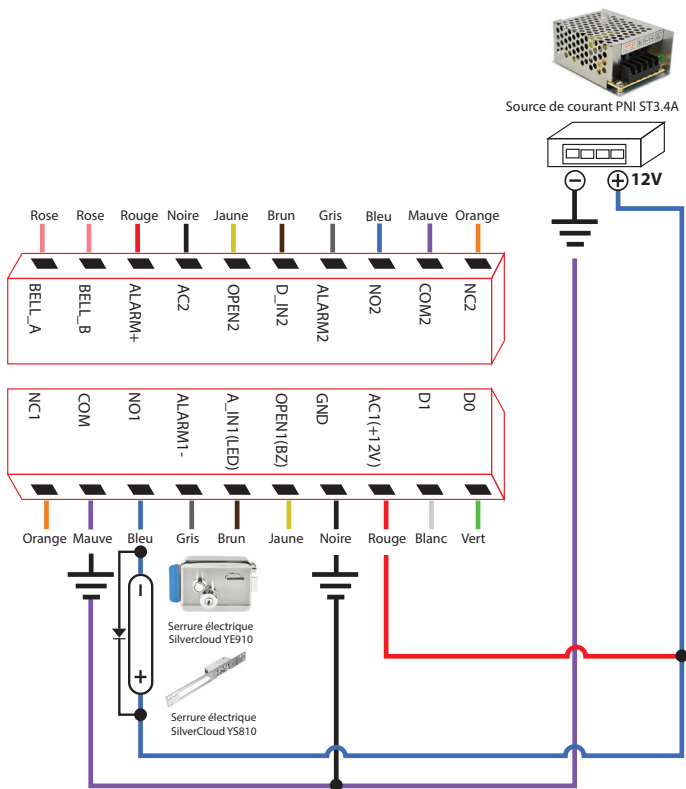 Source de courant PNI ST3.4A
12V
Rose Rose Rouge Noire Jaune Brun Gris Bleu Mauve Orange
BELL_A BELL_B ALARM+ AC2 OPEN2 D_IN2 ALARM2 NO2 COM2 NC2
NC1 COM NO1 ALARM1- A_IN1(LED) OPEN1(BZ) GND AC1(+12V) D1 D0
Orange Mauve Bleu Gris Brun Jaune Noire Rouge Blanc Vert
Serrure électrique
Silvercloud YE910
Serrure électrique
SilverCloud YS810